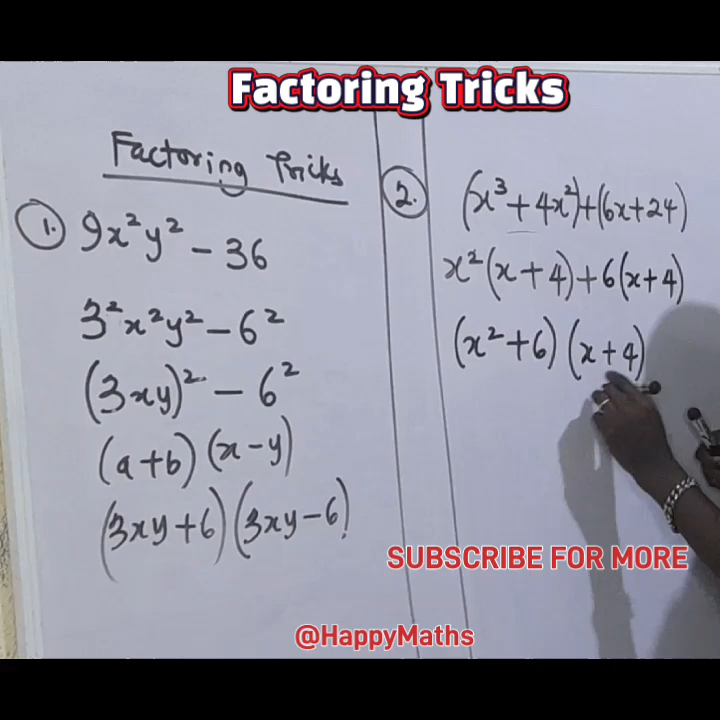 Factoring Tricks
Factoring Tricks
1. 9x²y² - 36
3²x²y² - 6²
(3xy)² - 6²
(a+b) (x-y)
(3xy+6) (3xy-6)
2. (x³ + 4x²)+(6x+24)
x²(x+4)+6(x+4)
(x²+6) (x+4)
SUBSCRIBE FOR MORE
@HappyMaths